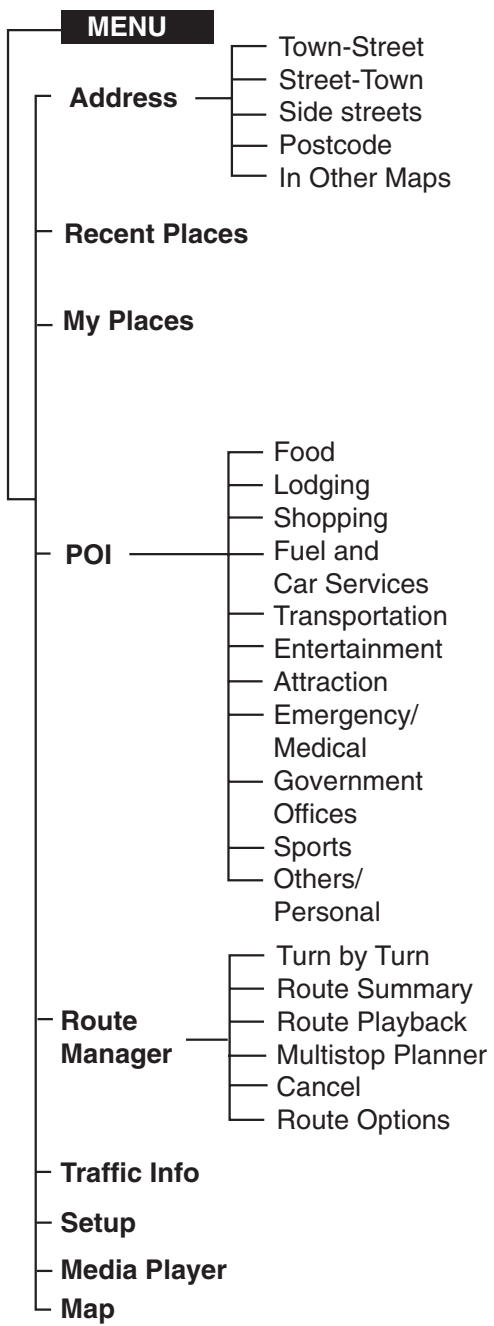 MENU
Address
Town-Street
Street-Town
Side streets
Postcode
In Other Maps
Recent Places
My Places
POI
Food
Lodging
Shopping
Fuel and
Car Services
Transportation
Entertainment
Attraction
Emergency/
Medical
Government
Offices
Sports
Others/
Personal
Route
Manager
Turn by Turn
Route Summary
Route Playback
Multistop Planner
Cancel
Route Options
Traffic Info
Setup
Media Player
Map